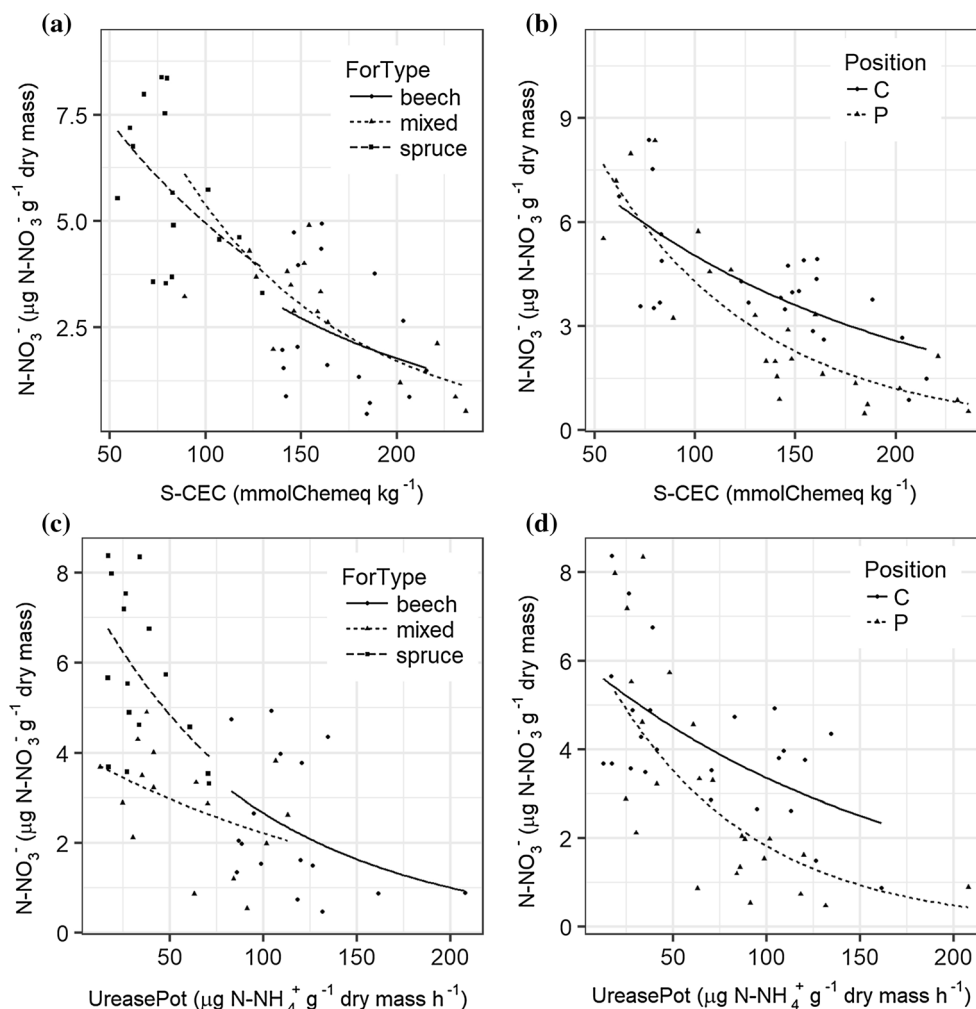 (a)
N-NO3- (µg N-NO3- g-1 dry mass)
7.5
5.0
2.5
ForType
beech
mixed
spruce
50 100 150 200
S-CEC (mmolChemeq kg-1)
(b)
N-NO3- (µg N-NO3- g-1 dry mass)
9
6
3
0
Position
C
P
50 100 150 200
S-CEC (mmolChemeq kg-1)
(c)
N-NO3- (µg N-NO3- g-1 dry mass)
8
6
4
2
0
ForType
beech
mixed
spruce
50 100 150 200
UreasePot (µg N-NH4+ g-1 dry mass h-1)
(d)
N-NO3- (µg N-NO3- g-1 dry mass)
8
6
4
2
0
Position
C
P
50 100 150 200
UreasePot (µg N-NH4+ g-1 dry mass h-1)